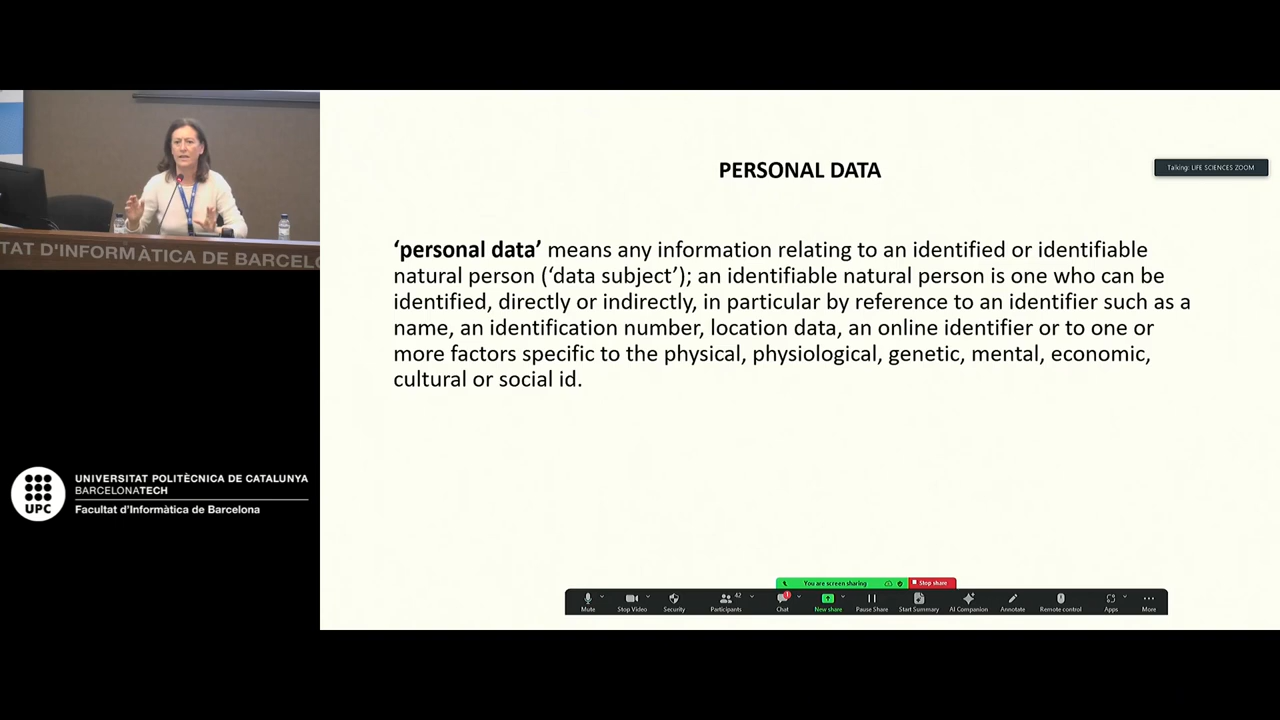 TAT D'INFORMÀTICA DE BARCELO
UPC
UNIVERSITAT POLITÈCNICA DE CATALUNYA
BARCELONATECH
Facultat d'Informàtica de Barcelona
PERSONAL DATA
Talking: LIFE SCIENCES ZOOM
‘personal data’ means any information relating to an identified or identifiable
natural person (‘data subject’); an identifiable natural person is one who can be
identified, directly or indirectly, in particular by reference to an identifier such as a
name, an identification number, location data, an online identifier or to one or
more factors specific to the physical, physiological, genetic, mental, economic,
cultural or social id.
You are screen sharing
Stop share
Mute
Stop Video
Security
Participants
42
Chat
1
New share
Pause Share
Start Summary
AI Companion
Annotate
Remote control
Apps
More